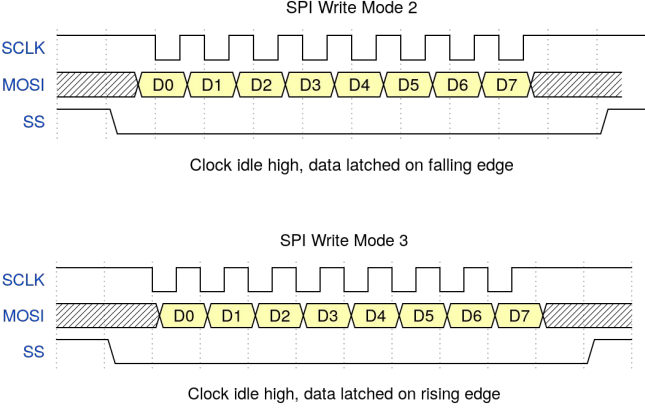 SPI Write Mode 2
SCLK
MOSI D0 D1 D2 D3 D4 D5 D6 D7
SS
Clock idle high, data latched on falling edge
SPI Write Mode 3
SCLK
MOSI D0 D1 D2 D3 D4 D5 D6 D7
SS
Clock idle high, data latched on rising edge